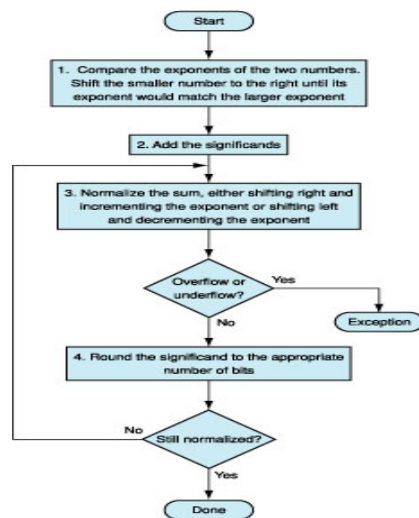 Start
1. Compare the exponents of the two numbers.
Shift the smaller number to the right until its
exponent would match the larger exponent
2. Add the significands
3. Normalize the sum, either shifting right and
incrementing the exponent or shifting left
and decrementing the exponent
Overflow or
underflow?
Yes
No
Exception
4. Round the significand to the appropriate
number of bits
No
Still normalized?
Yes
Done